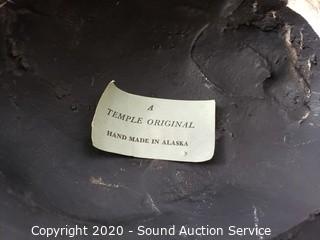 A
TEMPLE ORIGINAL
HAND MADE IN ALASKA
Copyright 2020 - Sound Auction Service